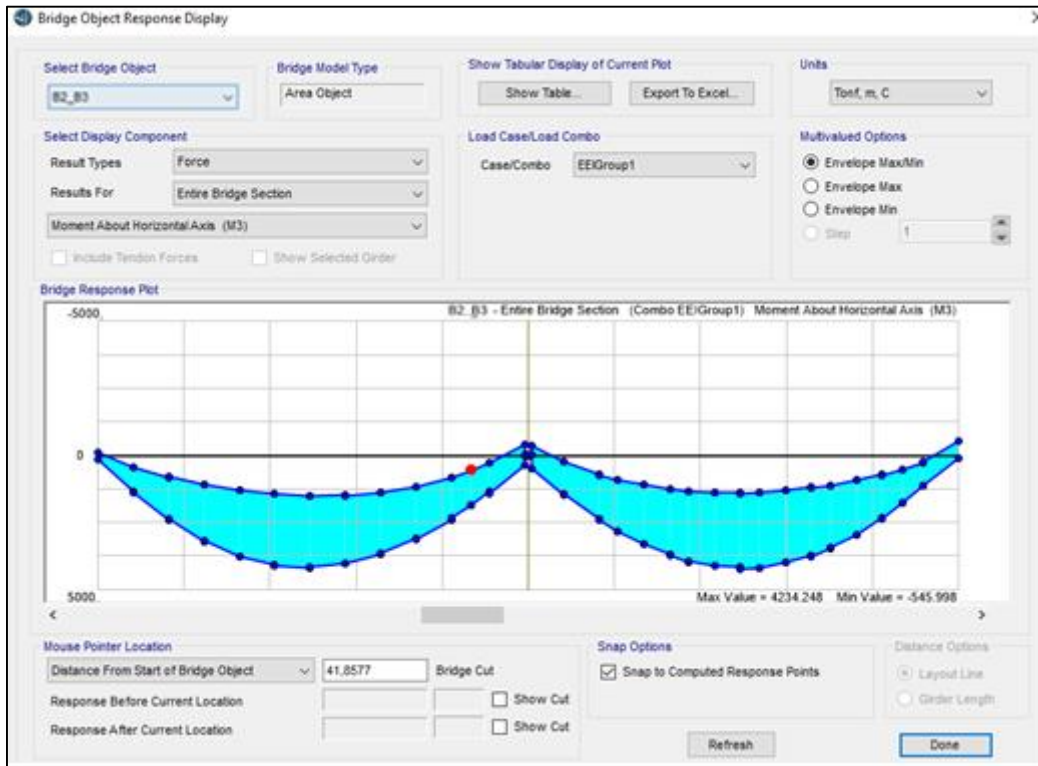 Bridge Object Response Display
Select Bridge Object
B2_B3
Bridge Model Type
Area Object
Show Tabular Display of Current Plot
Show Table...
Export To Excel...
Units
Tonf, m, C
Select Display Component
Result Types
Force
Results For
Entire Bridge Section
Moment About Horizontal Axis (M3)
Include Tendon Forces
Show Selected Girder
Load Case/Load Combo
Case/Combo
EEIGroup1
Multivalued Options
Envelope Max/Min
Envelope Max
Envelope Min
Step
1
Bridge Response Plot
-5000
B2_B3 - Entire Bridge Section (Combo EEIGroup1) Moment About Horizontal Axis (M3)
0
5000
Max Value = 4234.248 Min Value = -545.998
Mouse Pointer Location
Distance From Start of Bridge Object
41,8577
Bridge Cut
Response Before Current Location
Show Cut
Response After Current Location
Show Cut
Snap Options
Snap to Computed Response Points
Distance Options
Layout Line
Girder Length
Refresh
Done